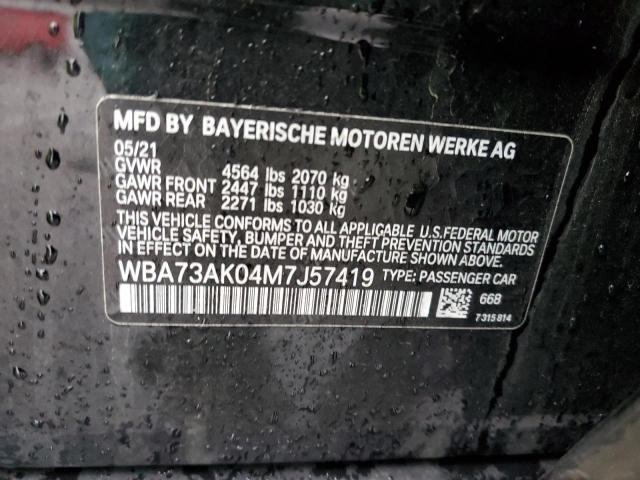 MFD BY BAYERISCHE MOTOREN WERKE AG
05/21
GVWR 4564 lbs 2070 kg
GAWR FRONT 2447 lbs 1110 kg
GAWR REAR 2271 lbs 1030 kg
THIS VEHICLE CONFORMS TO ALL APPLICABLE U.S.FEDERAL MOTOR
VEHICLE SAFETY, BUMPER AND THEFT PREVENTION STANDARDS
IN EFFECT ON THE DATE OF MANUFACTURE SHOWN ABOVE.
WBA73AK04M7J57419 TYPE: PASSENGER CAR
668
7315814